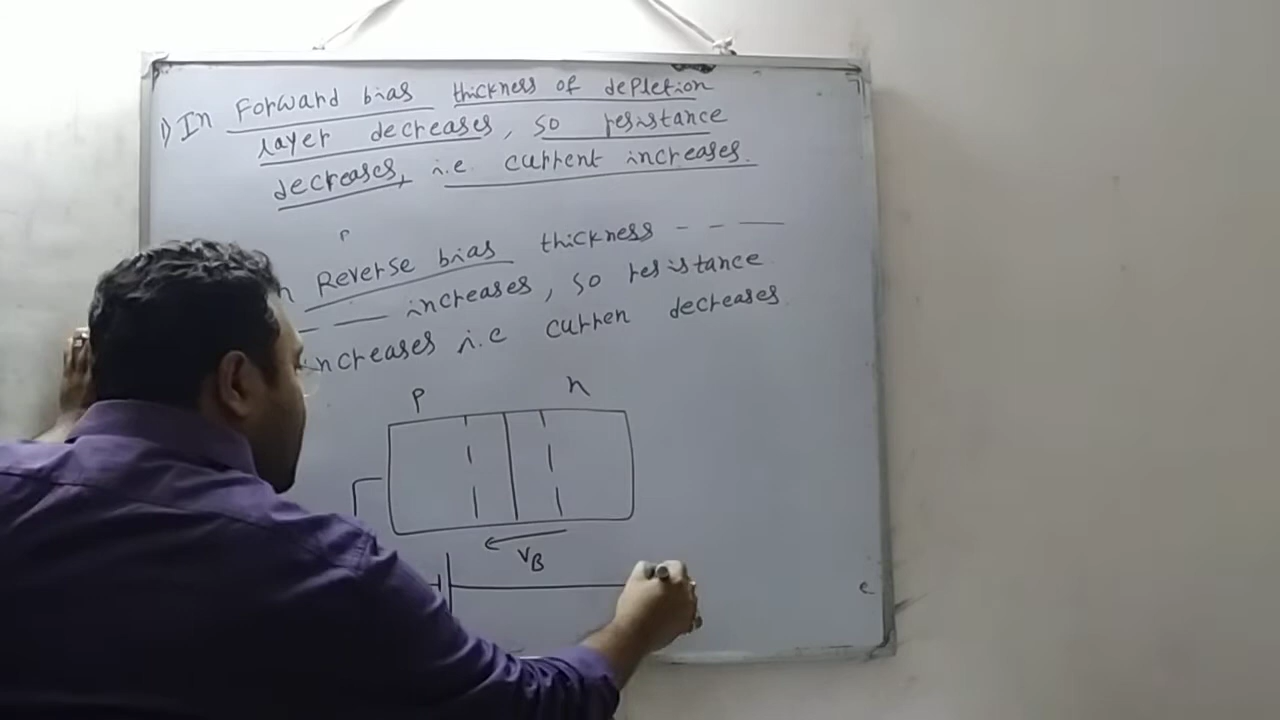 1) In Forward bias thickness of depletion
layer decreases, so resistance
decreases, i.e. current increases.
Reverse bias thickness - - —
— — increases, so resistance
increases i.e curren decreases
P n
VB